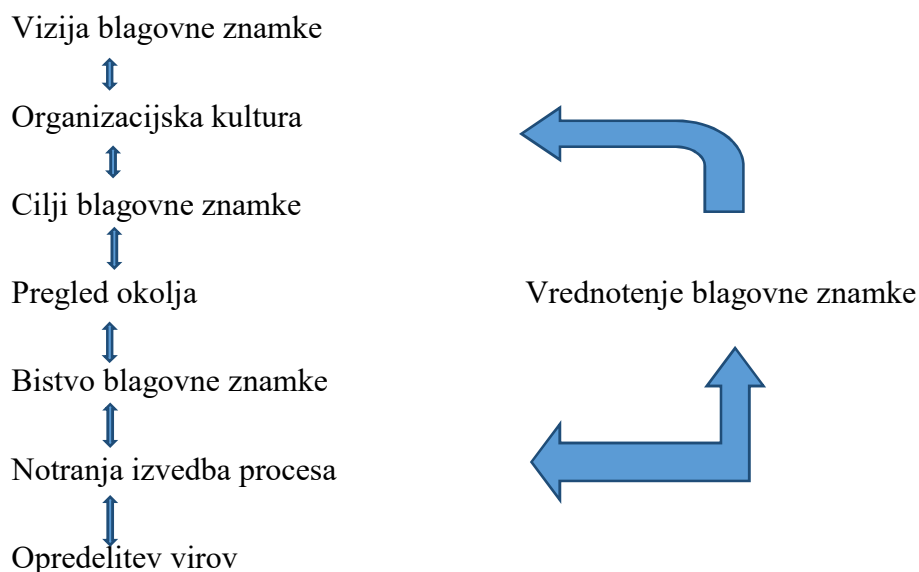 Vizija blagovne znamke
Organizacijska kultura
Cilji blagovne znamke
Pregled okolja
Vrednotenje blagovne znamke
Bistvo blagovne znamke
Notranja izvedba procesa
Opredelitev virov